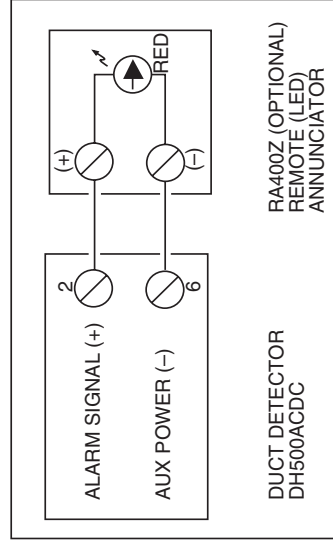 RED
(+)
(–)
2
6
ALARM SIGNAL (+)
AUX POWER (–)
DUCT DETECTOR
DH500ACDC
RA400Z (OPTIONAL)
REMOTE (LED)
ANNUNCIATOR